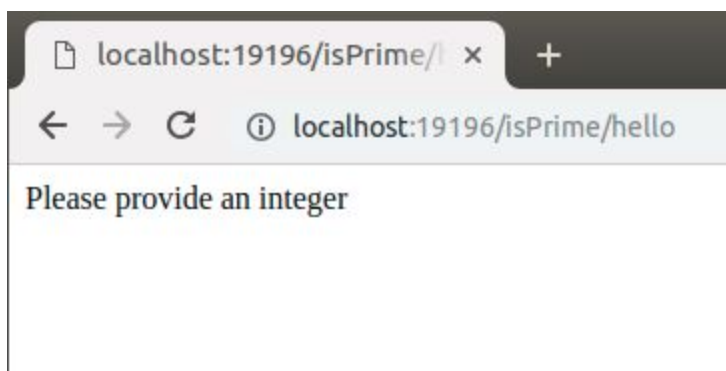 localhost:19196/isPrime/
localhost:19196/isPrime/hello
Please provide an integer